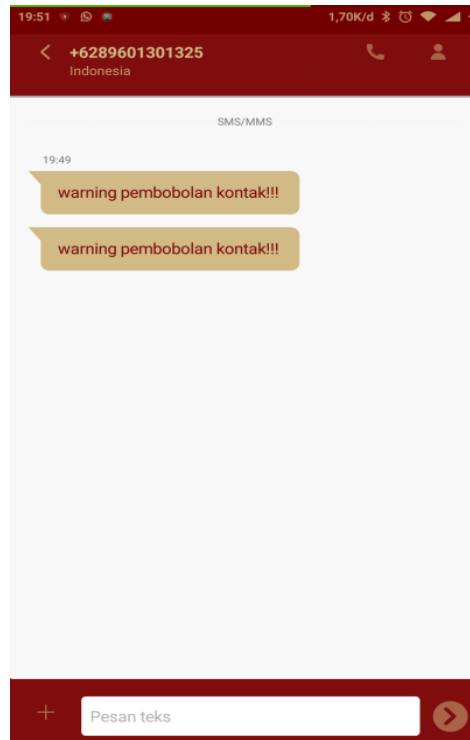 19:51 1,70K/d
+6289601301325
Indonesia
SMS/MMS
19:49
warning pembobolan kontak!!!
warning pembobolan kontak!!!
Pesan teks